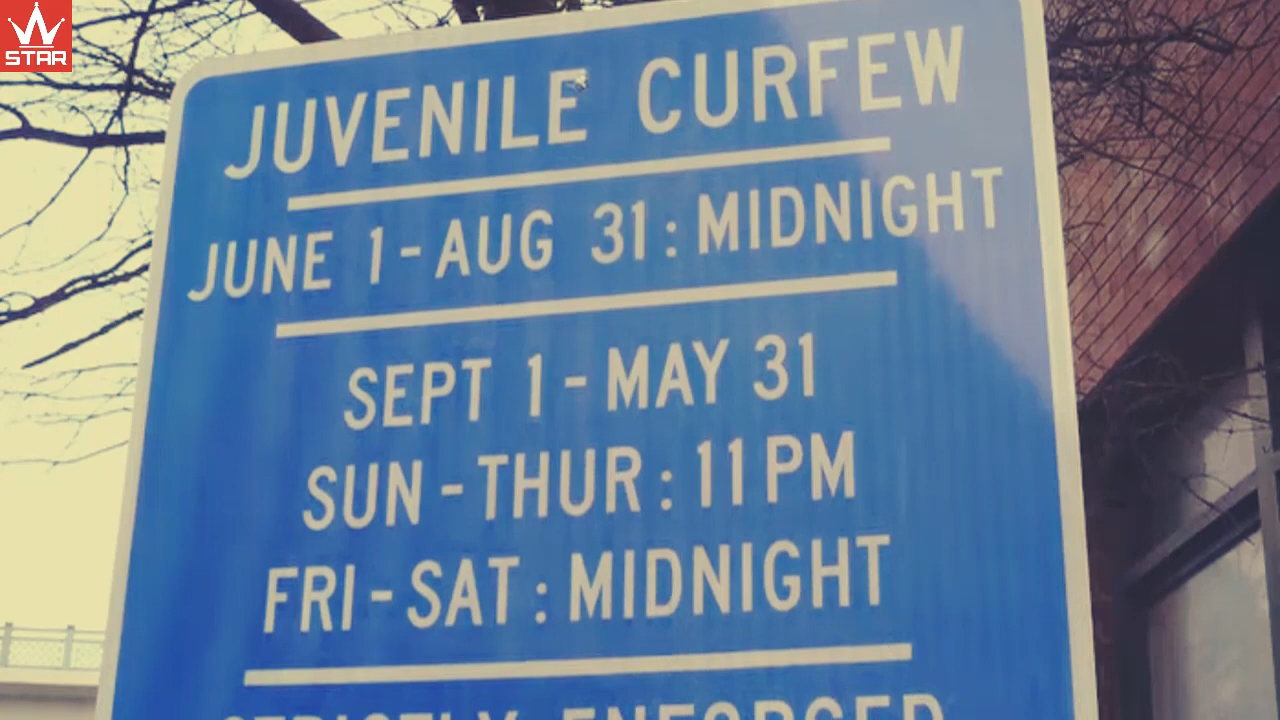 STAR
JUVENILE CURFEW
JUNE 1 - AUG 31 : MIDNIGHT
SEPT 1 - MAY 31
SUN - THUR : 11 PM
FRI - SAT : MIDNIGHT
STRICTLY ENFORCED